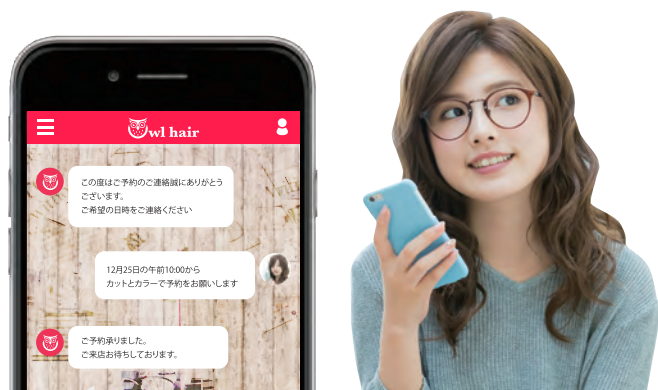 Owl hair
この度はご予約のご連絡誠にありがとう
ございます。
ご希望の日時をご連絡ください
12月25日の午前10:00から
カットとカラーで予約をお願いします
ご予約承りました。
ご来店お待ちしております。